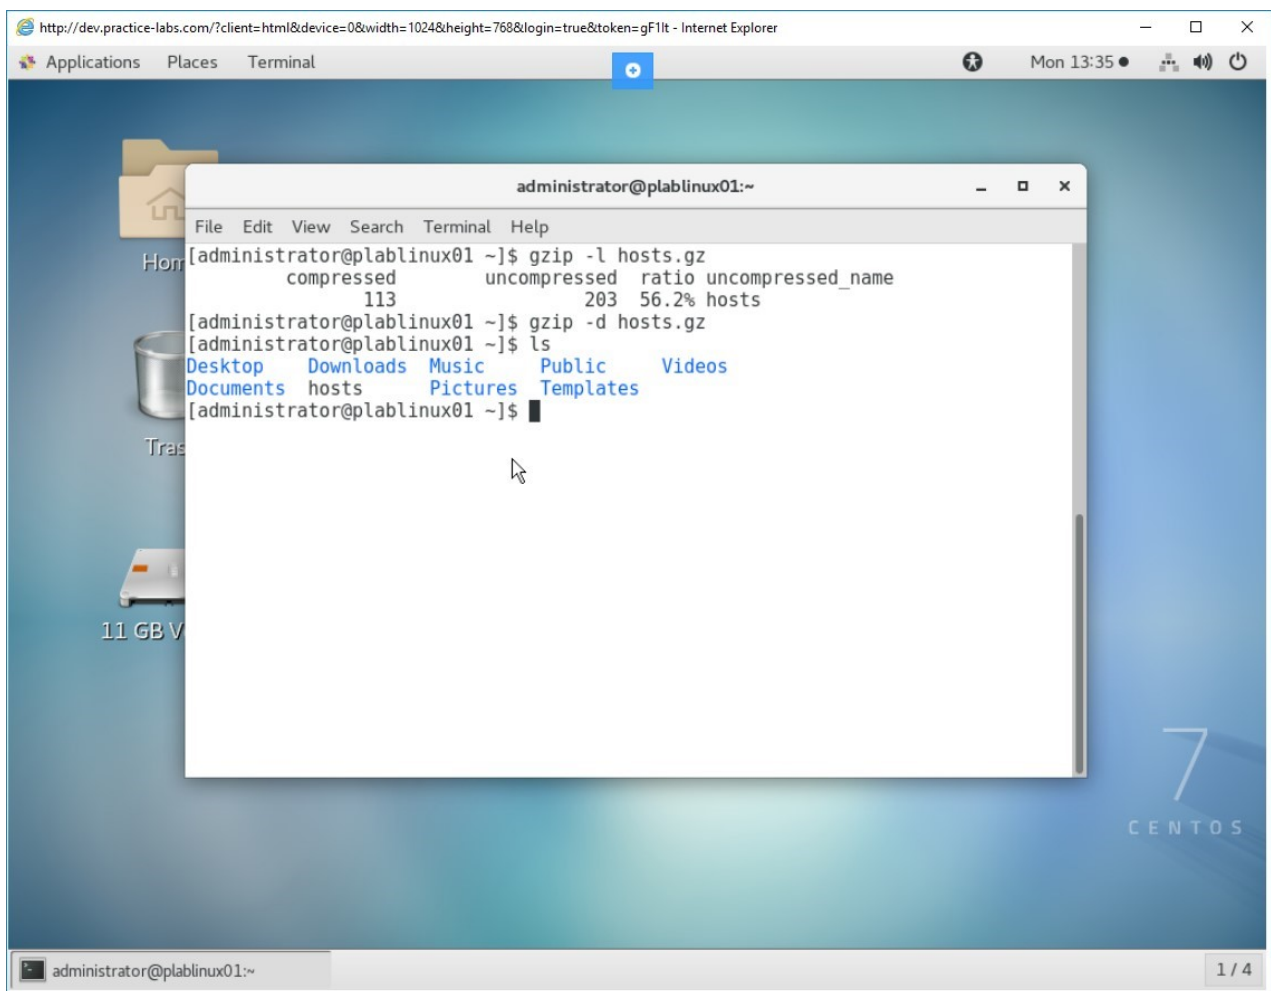 http://dev.practice-labs.com/?client=html&device=0&width=1024&height=768&login=true&token=gF1lt - Internet Explorer
Applications Places Terminal Mon 13:35
administrator@plablinux01:~
File Edit View Search Terminal Help
[administrator@plablinux01 ~]$ gzip -l hosts.gz
compressed uncompressed ratio uncompressed_name
113 203 56.2% hosts
[administrator@plablinux01 ~]$ gzip -d hosts.gz
[administrator@plablinux01 ~]$ ls
Desktop Downloads Music Public Videos
Documents hosts Pictures Templates
[administrator@plablinux01 ~]$
Hom
Tras
11 GB V
7
CENTOS
administrator@plablinux01:~ 1 / 4